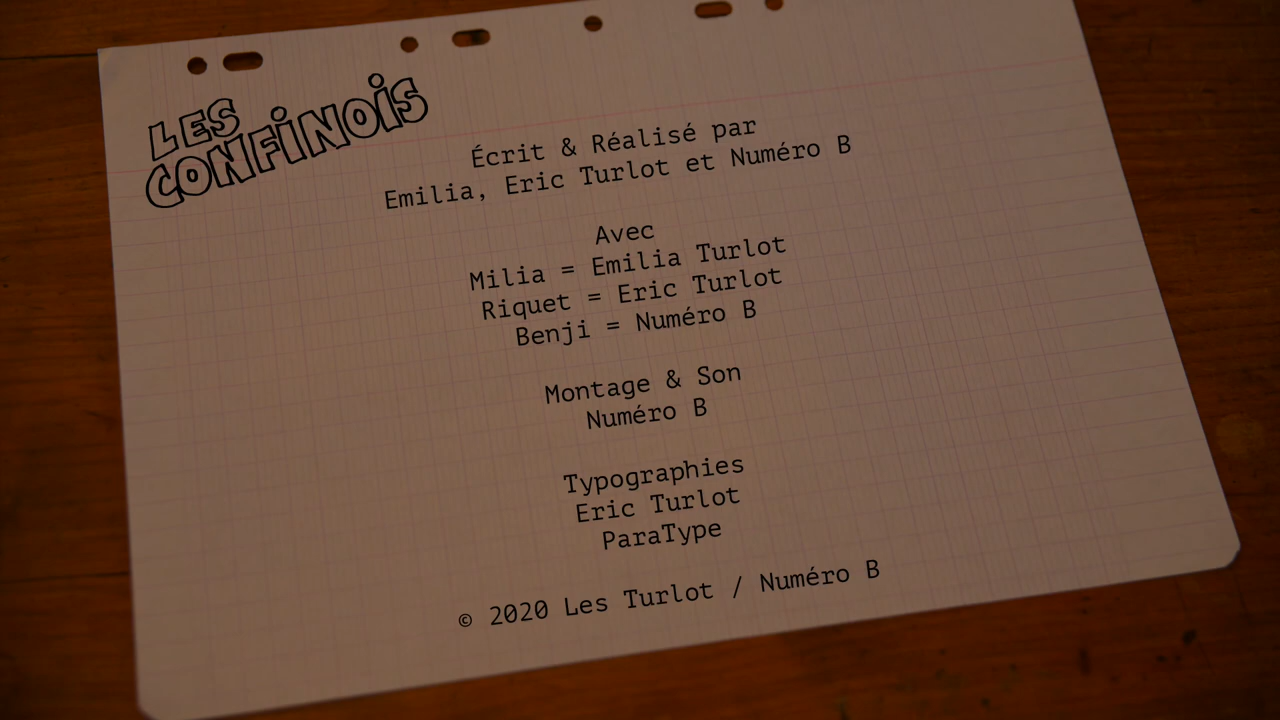 LES
CONFINOIS
Écrit & Réalisé par
Emilia, Eric Turlot et Numéro B
Avec
Milia = Emilia Turlot
Riquet = Eric Turlot
Benji = Numéro B
Montage & Son
Numéro B
Typographies
Eric Turlot
ParaType
© 2020 Les Turlot / Numéro B